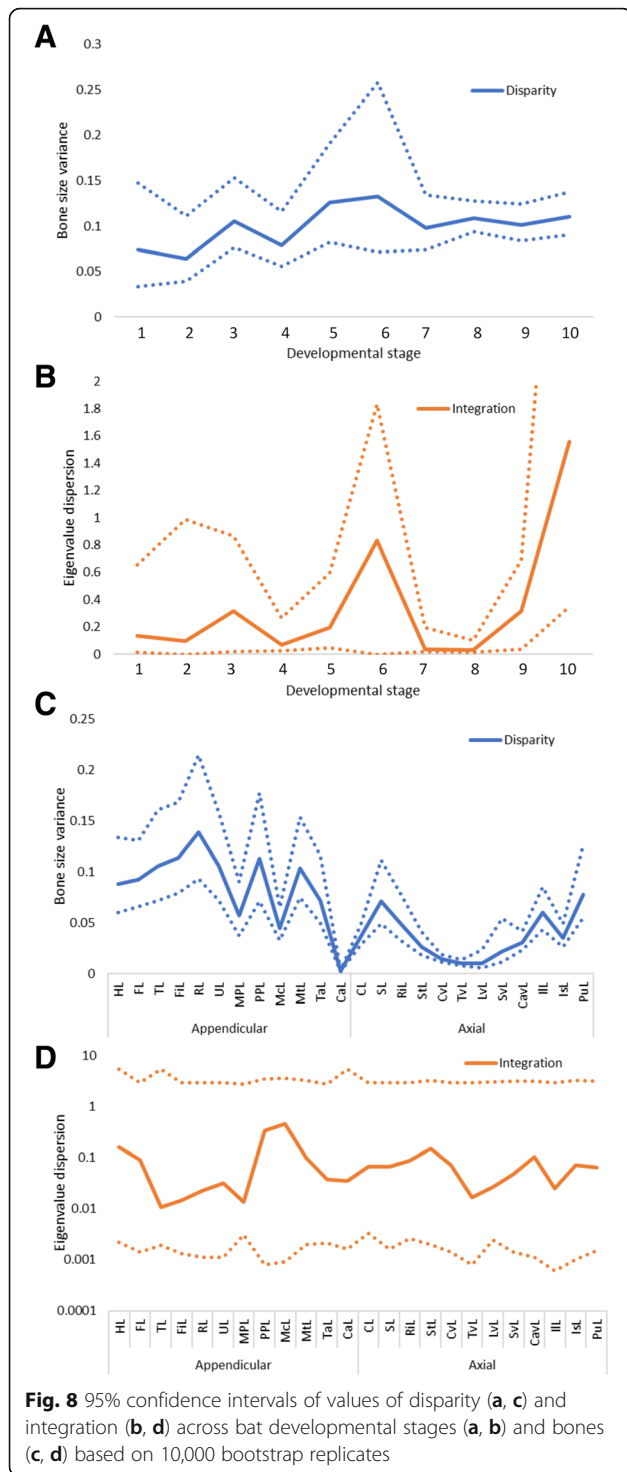 A
0.3
0.25
0.2
0.15
0.1
0.05
0
Bone size variance
Disparity
1 2 3 4 5 6 7 8 9 10
Developmental stage
B
2
1.8
1.6
1.4
1.2
1
0.8
0.6
0.4
0.2
0
Eigenvalue dispersion
Integration
1 2 3 4 5 6 7 8 9 10
Developmental stage
C
0.25
0.2
0.15
0.1
0.05
0
Bone size variance
Disparity
HL FL TL FiL RL UL MPL PPL McL MtL TaL CaL CL SL RiL StL CvL TvL LvL SvL CavL IlL IsL PuL
Appendicular Axial
D
10
1
0.1
0.01
0.001
0.0001
Eigenvalue dispersion
Integration
HL FL TL FiL RL UL MPL PPL McL MtL TaL CaL CL SL RiL StL CvL TvL LvL SvL CavL IlL IsL PuL
Appendicular Axial
Fig. 8 95% confidence intervals of values of disparity (a, c) and
integration (b, d) across bat developmental stages (a, b) and bones
(c, d) based on 10,000 bootstrap replicates